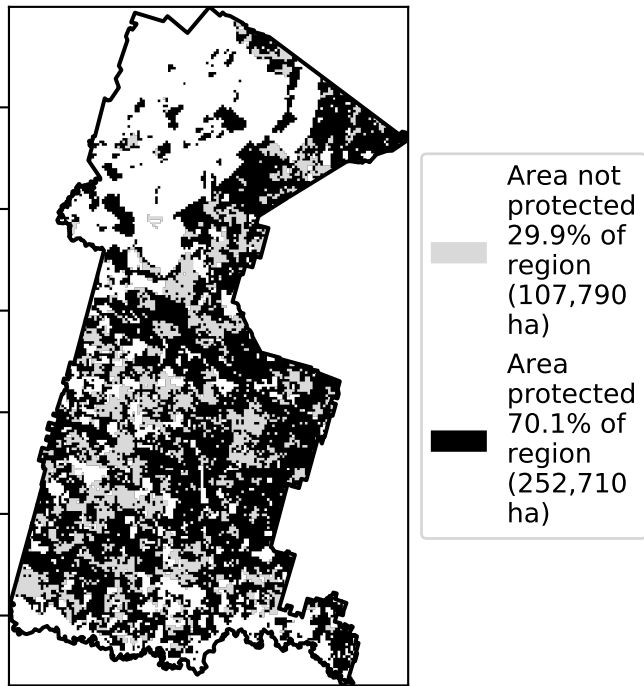 Area not
protected
29.9% of
region
(107,790
ha)
Area
protected
70.1% of
region
(252,710
ha)